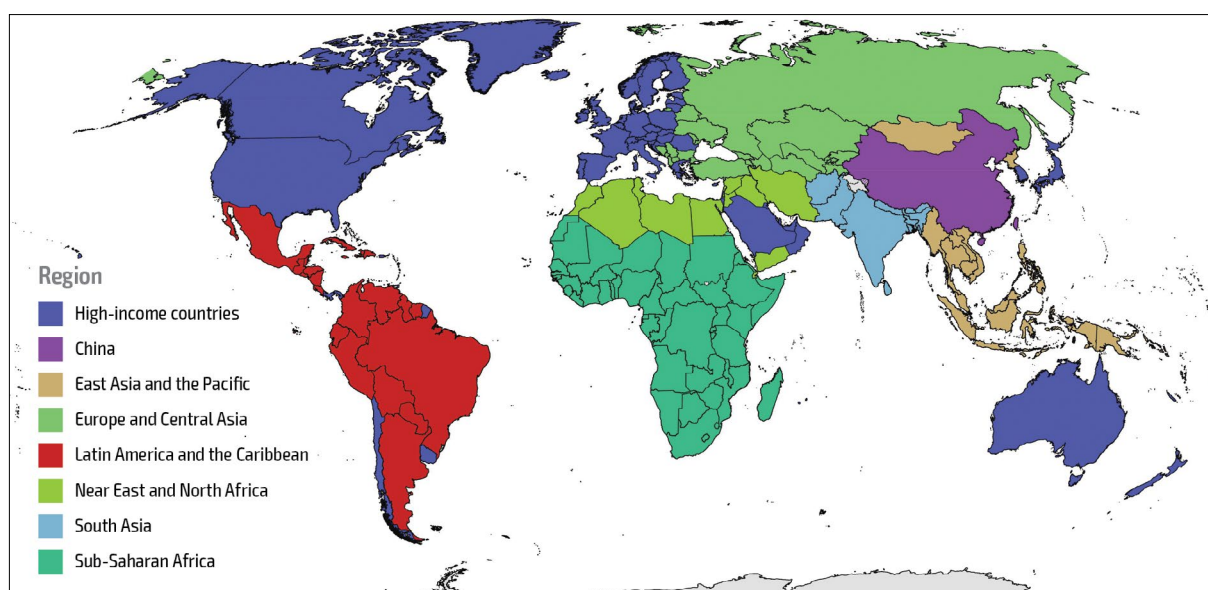 Region
High-income countries
China
East Asia and the Pacific
Europe and Central Asia
Latin America and the Caribbean
Near East and North Africa
South Asia
Sub-Saharan Africa